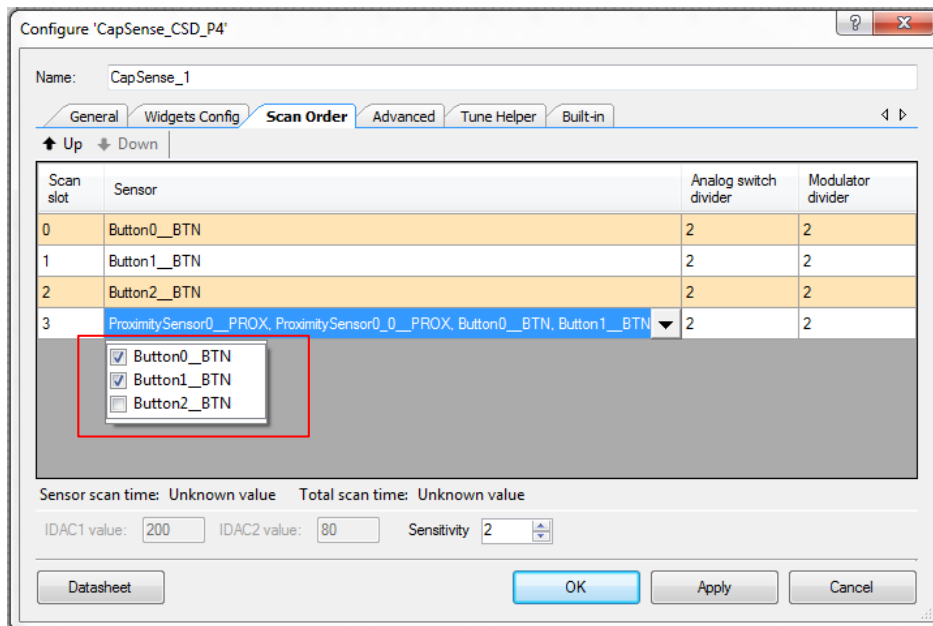 Configure 'CapSense_CSD_P4'
Name: CapSense_1
General Widgets Config Scan Order Advanced Tune Helper Built-in
Up Down
Scan slot Sensor Analog switch divider Modulator divider
0 Button0__BTN 2 2
1 Button1__BTN 2 2
2 Button2__BTN 2 2
3 ProximitySensor0__PROX, ProximitySensor0_0__PROX, Button0__BTN, Button1__BTN 2 2
Button0__BTN
Button1__BTN
Button2__BTN
Sensor scan time: Unknown value Total scan time: Unknown value
IDAC1 value: 200 IDAC2 value: 80 Sensitivity 2
Datasheet OK Apply Cancel